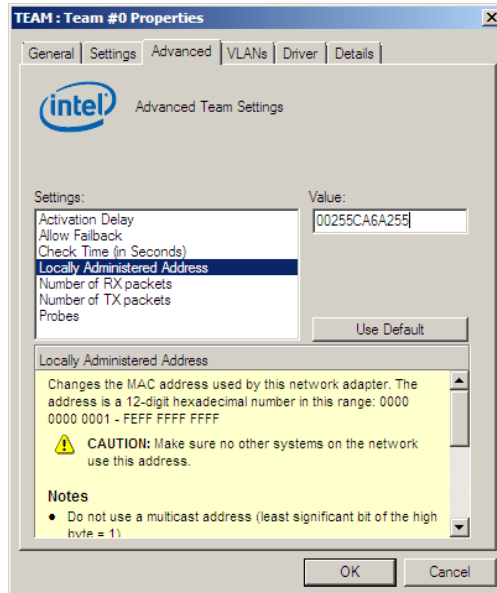 TEAM : Team #0 Properties
General Settings Advanced VLANs Driver Details
intel Advanced Team Settings
Settings:
Activation Delay
Allow Failback
Check Time (in Seconds)
Locally Administered Address
Number of RX packets
Number of TX packets
Probes
Value:
00255CA6A255
Use Default
Locally Administered Address
Changes the MAC address used by this network adapter. The
address is a 12-digit hexadecimal number in this range: 0000
0000 0001 - FEFF FFFF FFFF
CAUTION: Make sure no other systems on the network
use this address.
Notes
• Do not use a multicast address (least significant bit of the high
byte = 1)
OK Cancel